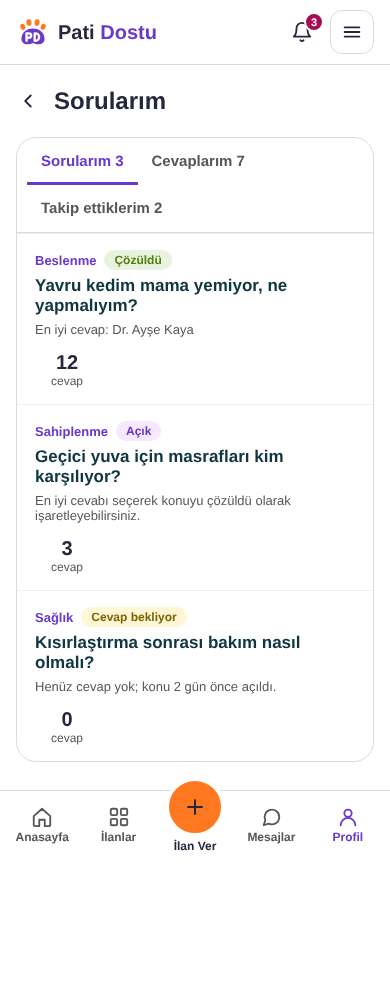 PD Pati Dostu
3
Sorularım
Sorularım 3 Cevaplarım 7
Takip ettiklerim 2
Beslenme Çözüldü
Yavru kedim mama yemiyor, ne
yapmalıyım?
En iyi cevap: Dr. Ayşe Kaya
12
cevap
Sahiplenme Açık
Geçici yuva için masrafları kim
karşılıyor?
En iyi cevabı seçerek konuyu çözüldü olarak
işaretleyebilirsiniz.
3
cevap
Sağlık Cevap bekliyor
Kısırlaştırma sonrası bakım nasıl
olmalı?
Henüz cevap yok; konu 2 gün önce açıldı.
0
cevap
Anasayfa İlanlar İlan Ver Mesajlar Profil